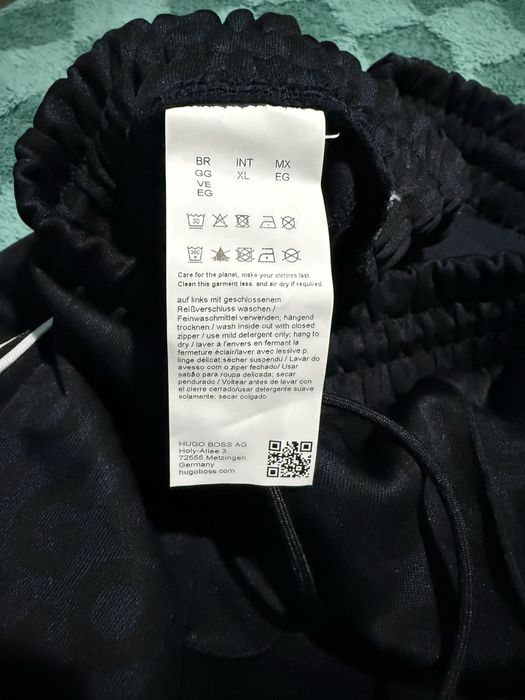 BR INT MX
GG XL EG
VE
EG
30
30C
Care for the planet, make your clothes last
Clean this garment less, and air dry if required.
auf links mit geschlossenem
Reißverschluss waschen /
Feinwaschmittel verwenden; hängend
trocknen / wash inside out with closed
zipper / use mild detergent only; hang to
dry / laver à l'envers en fermant la
fermeture éclair/laver avec lessive p.
linge délicat;sécher suspendu / Lavar do
avesso com o ziper fechado/ Usar
sabão para roupa delicada; secar
pendurado / Voltear antes de lavar con
el cierre cerrado/usar detergente suave
solamente; secar colgado
HUGO BOSS AG
Holy-Allee 3
72555 Metzingen
Germany
hugoboss.com